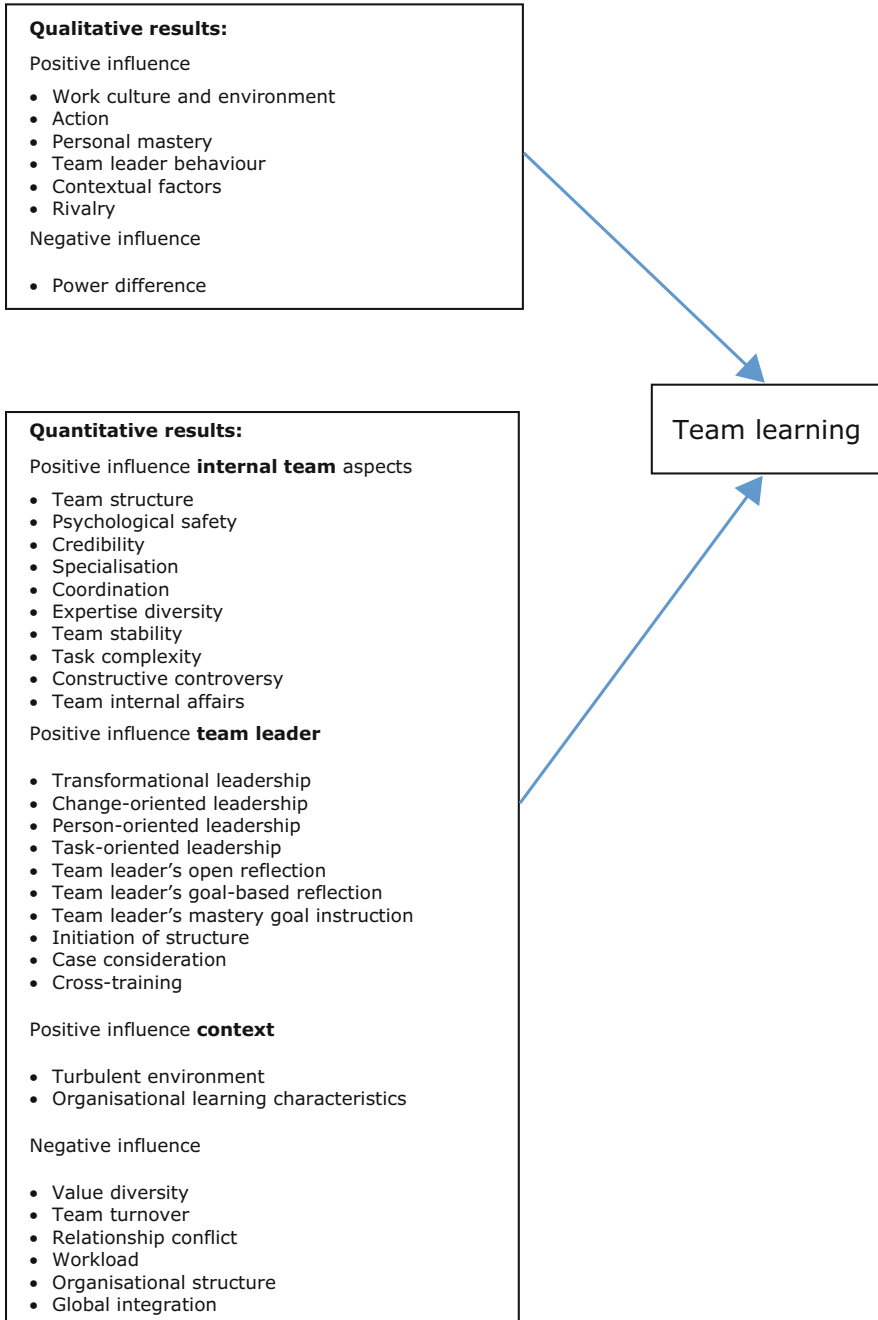 Qualitative results:
Positive influence
• Work culture and environment
• Action
• Personal mastery
• Team leader behaviour
• Contextual factors
• Rivalry
Negative influence
• Power difference
Team learning
Quantitative results:
Positive influence internal team aspects
• Team structure
• Psychological safety
• Credibility
• Specialisation
• Coordination
• Expertise diversity
• Team stability
• Task complexity
• Constructive controversy
• Team internal affairs
Positive influence team leader
• Transformational leadership
• Change-oriented leadership
• Person-oriented leadership
• Task-oriented leadership
• Team leader’s open reflection
• Team leader’s goal-based reflection
• Team leader’s mastery goal instruction
• Initiation of structure
• Case consideration
• Cross-training
Positive influence context
• Turbulent environment
• Organisational learning characteristics
Negative influence
• Value diversity
• Team turnover
• Relationship conflict
• Workload
• Organisational structure
• Global integration